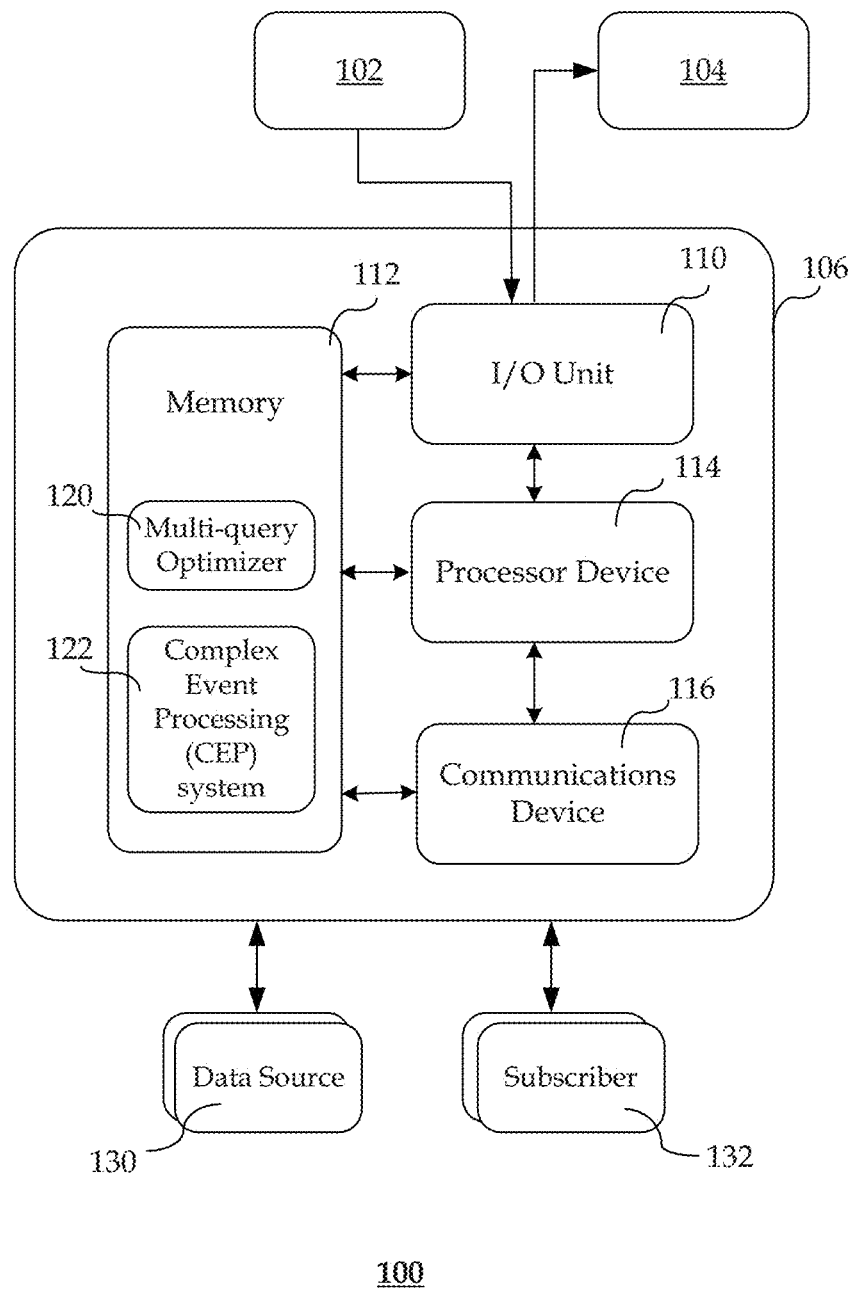 102
104
106
110
112
I/O Unit
Memory
114
120
Multi-query
Optimizer
Processor Device
122
Complex
Event
Processing
(CEP)
system
116
Communications
Device
Data Source
Subscriber
130
132
100